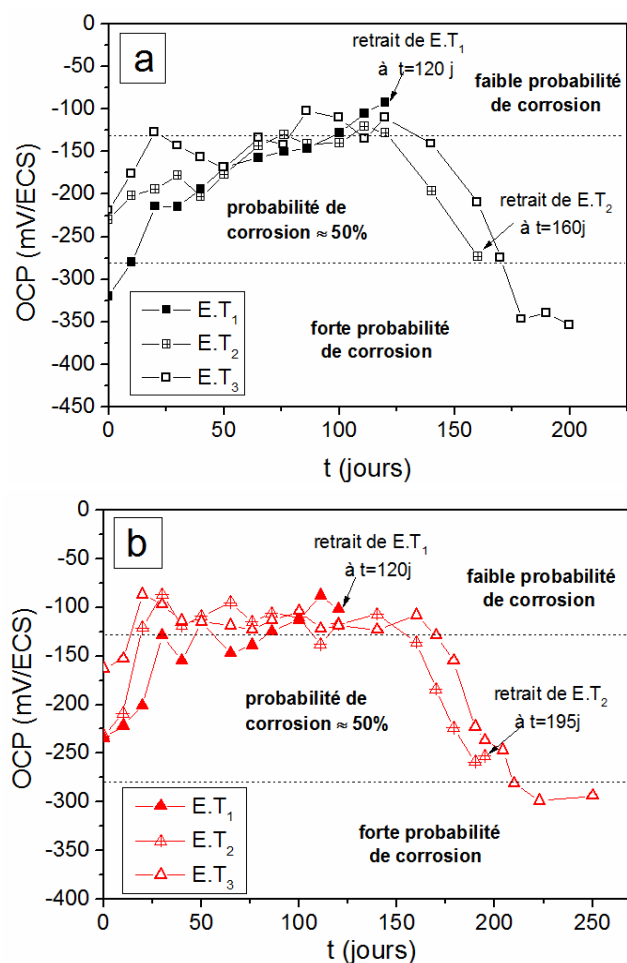 a
0
-50
-100
-150
-200
-250
-300
-350
-400
-450
OCP (mV/ECS)
retrait de E.T1
à t=120 j
faible probabilité
de corrosion
probabilité de
corrosion ≈ 50%
retrait de E.T2
à t=160j
forte probabilité
de corrosion
E.T1
E.T2
E.T3
0 50 100 150 200
t (jours)
b
0
-50
-100
-150
-200
-250
-300
-350
-400
OCP (mV/ECS)
retrait de E.T1
à t=120j
faible probabilité
de corrosion
probabilité de
corrosion ≈ 50%
retrait de E.T2
à t=195j
forte probabilité
de corrosion
E.T1
E.T2
E.T3
0 50 100 150 200 250
t (jours)